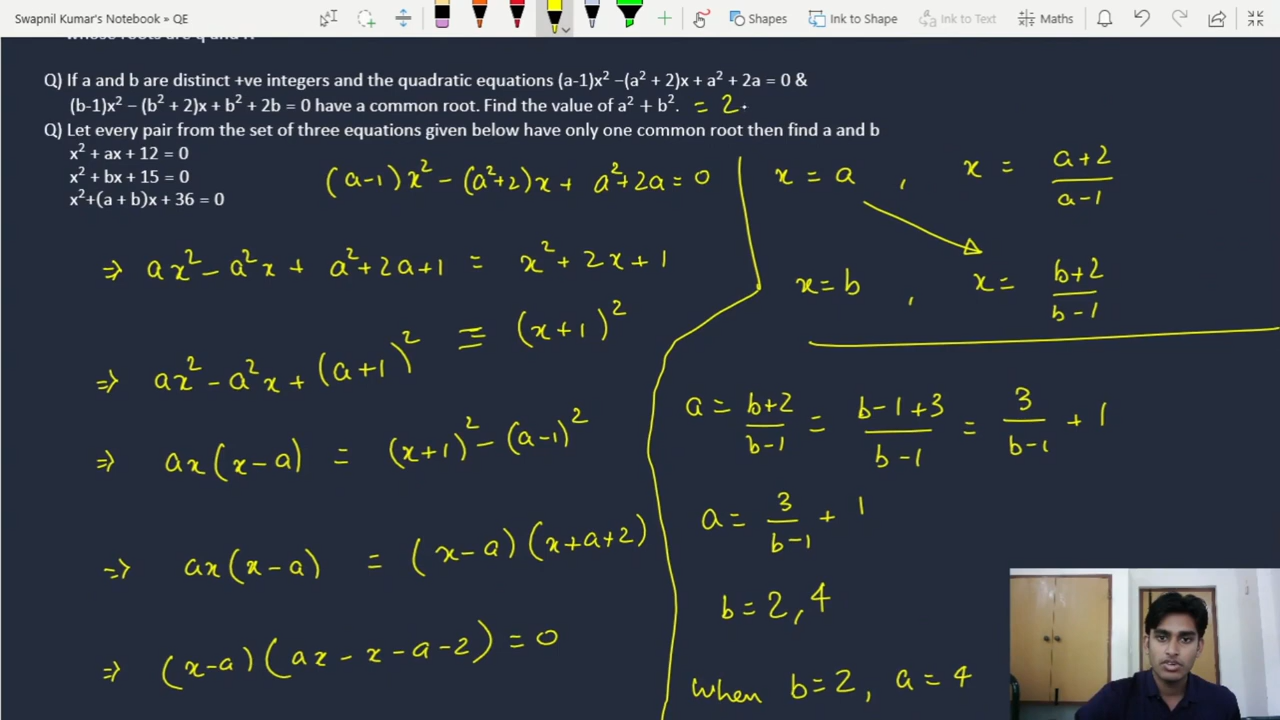 Swapnil Kumar's Notebook » QE
Shapes
Ink to Shape
Ink to Text
Maths
Q) If a and b are distinct +ve integers and the quadratic equations (a-1)x² –(a² + 2)x + a² + 2a = 0 &
(b-1)x² – (b² + 2)x + b² + 2b = 0 have a common root. Find the value of a² + b². = 2.
Q) Let every pair from the set of three equations given below have only one common root then find a and b
x² + ax + 12 = 0
x² + bx + 15 = 0
x²+(a + b)x + 36 = 0
(a-1)x² - (a²+2)x + a²+2a = 0
⇒ ax² - a²x + a²+2a+1 = x²+2x+1
⇒ ax² - a²x + (a+1)² = (x+1)²
⇒ ax(x-a) = (x+1)² - (a-1)²
⇒ ax(x-a) = (x-a)(x+a+2)
⇒ (x-a)(ax-x-a-2) = 0
x = a , x = a+2 / a-1
x = b , x = b+2 / b-1
a = b+2 / b-1 = b-1+3 / b-1 = 3 / b-1 + 1
a = 3 / b-1 + 1
b = 2, 4
When b=2, a=4